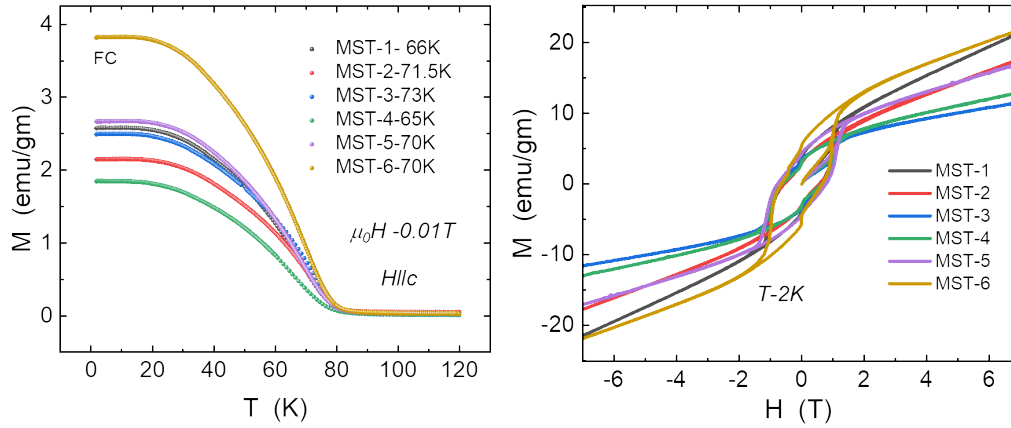 4
3
2
1
0
M (emu/gm)
FC
MST-1- 66K
MST-2-71.5K
MST-3-73K
MST-4-65K
MST-5-70K
MST-6-70K
μ₀H -0.01T
Hllc
0 20 40 60 80 100 120
T (K)
20
10
0
-10
-20
M (emu/gm)
MST-1
MST-2
MST-3
MST-4
MST-5
MST-6
T-2K
-6 -4 -2 0 2 4 6
H (T)